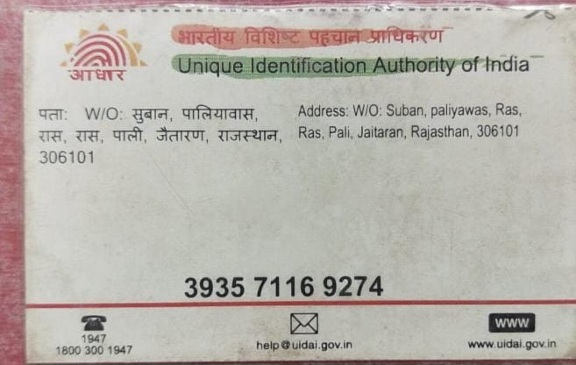 भारतीय विशिष्ट पहचान प्राधिकरण
Unique Identification Authority of India
आधार
पता: W/O: सुबान, पालियावास,
रास, रास, पाली, जैतारण, राजस्थान,
306101
Address: W/O: Suban, paliyawas, Ras,
Ras, Pali, Jaitaran, Rajasthan, 306101
3935 7116 9274
1947
1800 300 1947
help@uidai.gov.in
www
www.uidai.gov.in